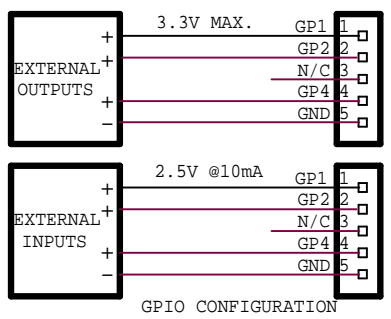 3.3V MAX.
GP1 1
+
GP2 2
+
EXTERNAL
OUTPUTS
N/C 3
GP4 4
+
GND 5
−
2.5V @10mA
GP1 1
+
GP2 2
+
EXTERNAL
INPUTS
N/C 3
GP4 4
+
GND 5
−
GPIO CONFIGURATION